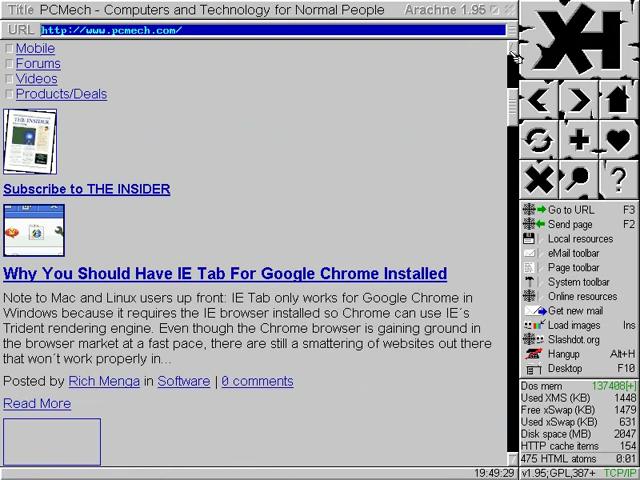 Title PCMech - Computers and Technology for Normal People Arachne 1.95
URL http://www.pcmech.com/
Mobile
Forums
Videos
Products/Deals
THE INSIDER
Subscribe to THE INSIDER
Why You Should Have IE Tab For Google Chrome Installed
Note to Mac and Linux users up front: IE Tab only works for Google Chrome in
Windows because it requires the IE browser installed so Chrome can use IE´s
Trident rendering engine. Even though the Chrome browser is gaining ground in
the browser market at a fast pace, there are still a smattering of websites out there
that won´t work properly in...
Posted by Rich Menga in Software | 0 comments
Read More
19:49:29
Go to URL F3
Send page F2
Local resources
eMail toolbar
Page toolbar
System toolbar
Online resources
Get new mail
Load images Ins
Slashdot.org
Hangup Alt+H
Desktop F10
Dos mem 137408[+]
Used XMS (KB) 1448
Free xSwap (KB) 1479
Used xSwap (KB) 631
Disk space (MB) 2047
HTTP cache items 154
475 HTML atoms 0:01
v1.95;GPL,387+ TCP/IP